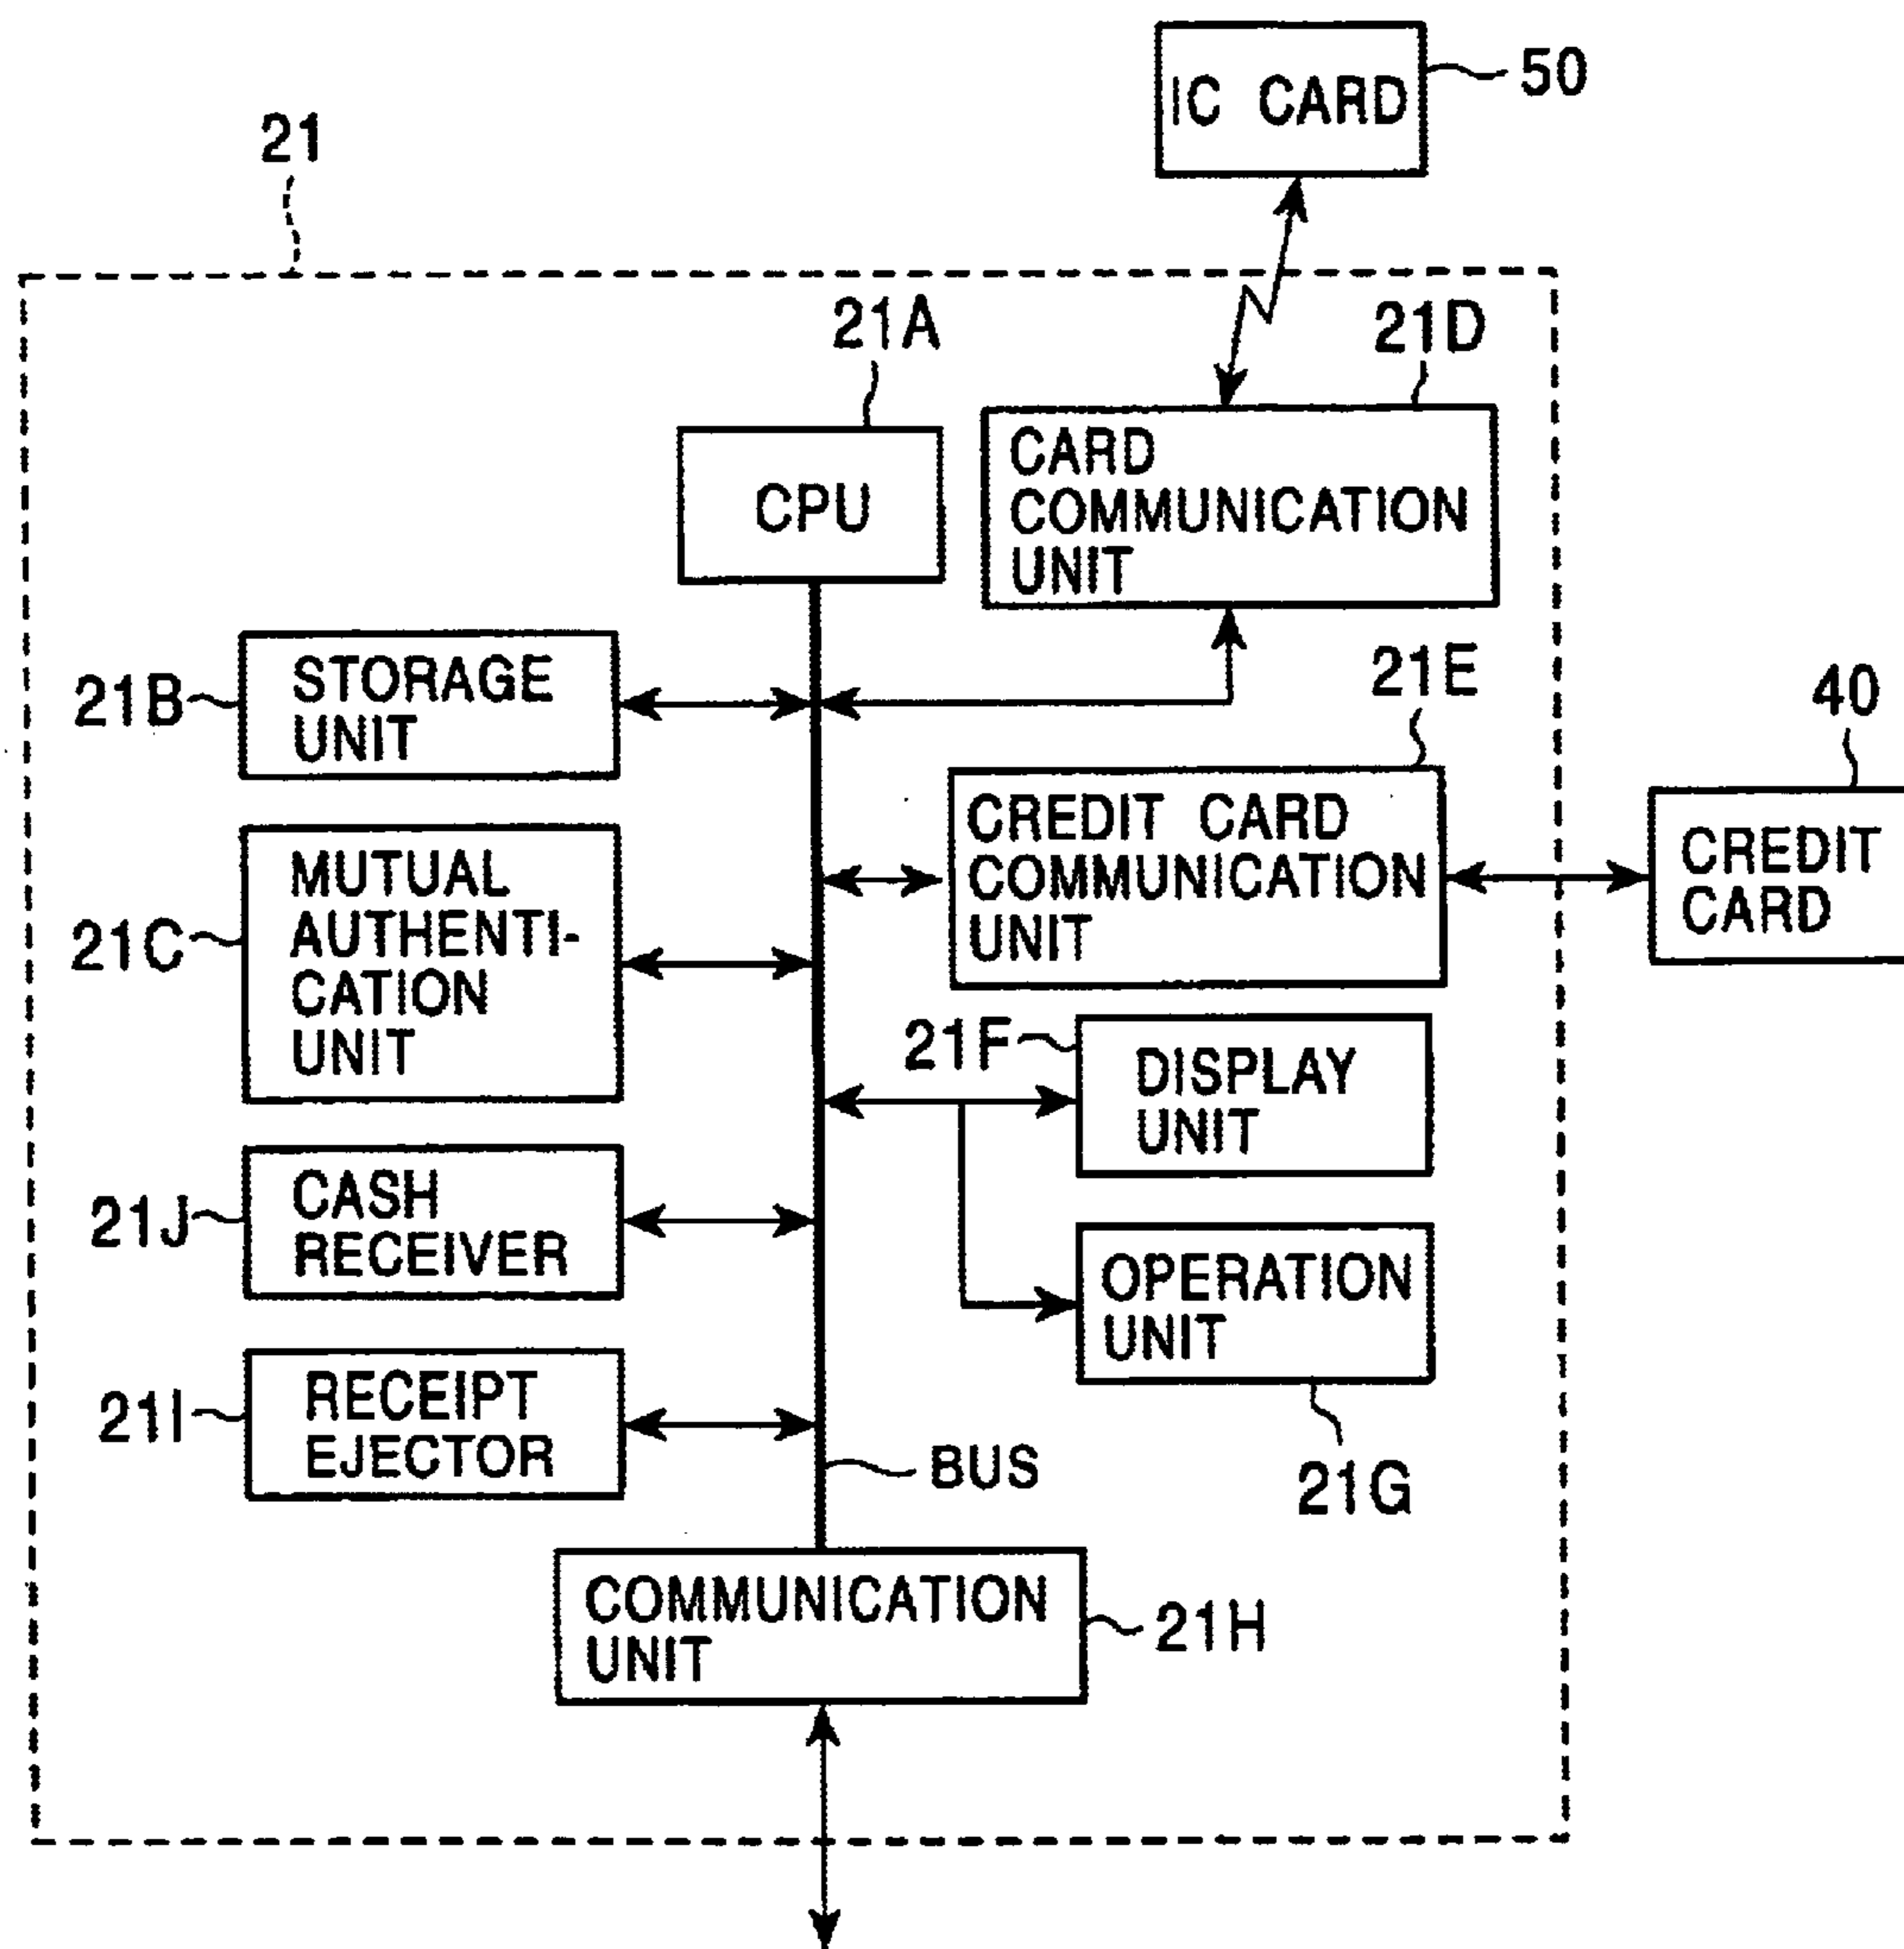 IC CARD
50
21
21A
21D
CPU
CARD
COMMUNICATION
UNIT
21B
STORAGE
UNIT
21E
40
CREDIT CARD
COMMUNICATION
UNIT
CREDIT
CARD
21C
MUTUAL
AUTHENTI-
CATION
UNIT
21F
DISPLAY
UNIT
21J
CASH
RECEIVER
OPERATION
UNIT
21G
21I
RECEIPT
EJECTOR
BUS
COMMUNICATION
UNIT
21H